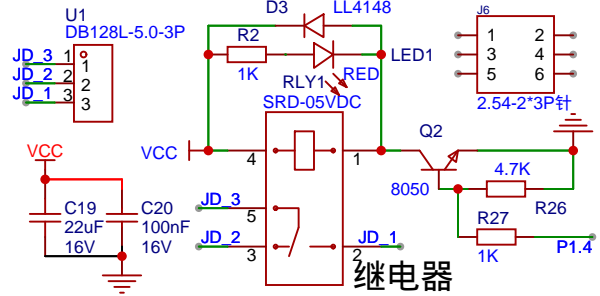 U1
DB128L-5.0-3P
JD_3 1 1
JD_2 2 2
JD_1 3 3
D3 LL4148
R2
1K
LED1
RED
RLY1
SRD-05VDC
J6
1 2
3 4
5 6
2.54-2*3P针
VCC 4 1
Q2
8050
4.7K
R26
R27
1K
P1.4
VCC
C19
22uF
16V
C20
100nF
16V
JD_3 5
JD_2 3
JD_1 2
继电器